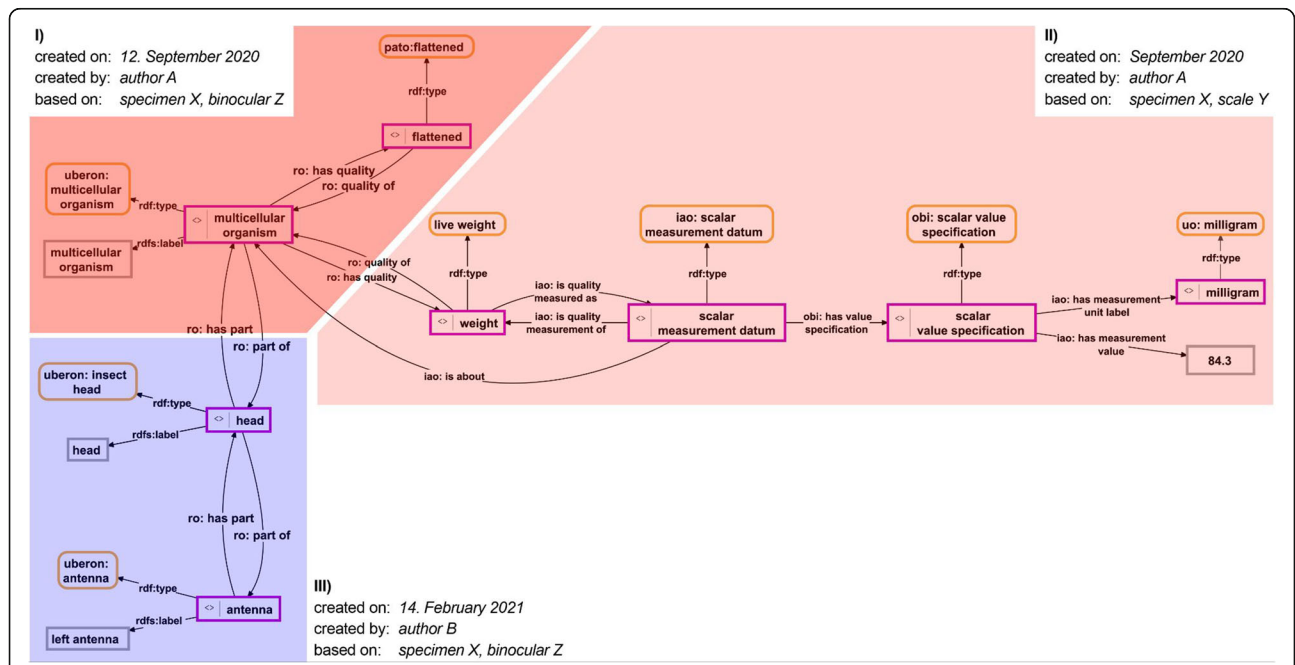 I)
created on: 12. September 2020
created by: author A
based on: specimen X, binocular Z
II)
created on: September 2020
created by: author A
based on: specimen X, scale Y
pato:flattened
rdf:type
<> flattened
ro: has quality
ro: quality of
uberon:
multicellular
organism
rdf:type
<> multicellular
organism
rdfs:label
multicellular
organism
live weight
iao: scalar
measurement datum
obi: scalar value
specification
uo: milligram
rdf:type
rdf:type
rdf:type
rdf:type
ro: quality of
ro: has quality
iao: is quality
measured as
<> weight
iao: is quality
measurement of
<> scalar
measurement datum
obi: has value
specification
<> scalar
value specification
iao: has measurement
unit label
<> milligram
iao: has measurement
value
84.3
iao: is about
ro: has part
ro: part of
uberon: insect
head
rdf:type
<> head
rdfs:label
head
ro: has part
ro: part of
uberon:
antenna
rdf:type
<> antenna
rdfs:label
left antenna
III)
created on: 14. February 2021
created by: author B
based on: specimen X, binocular Z